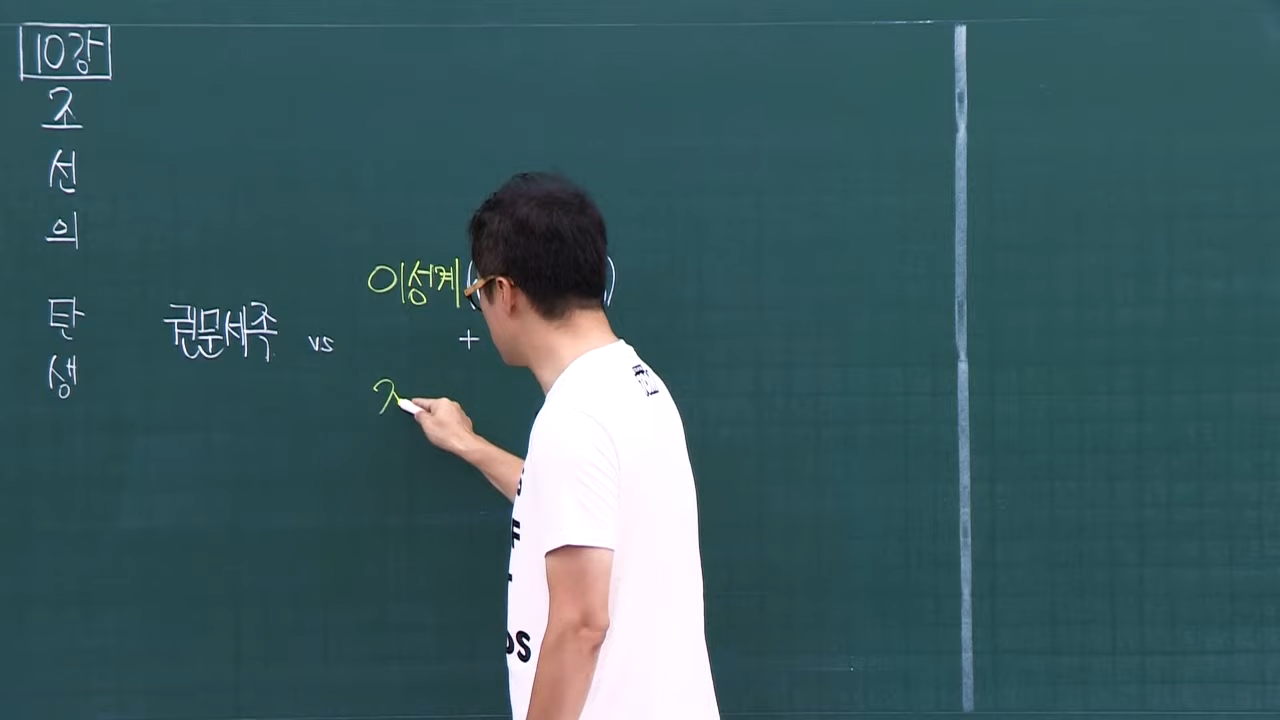 10강
조선의 탄생
이성계( )
권문세족 vs
+